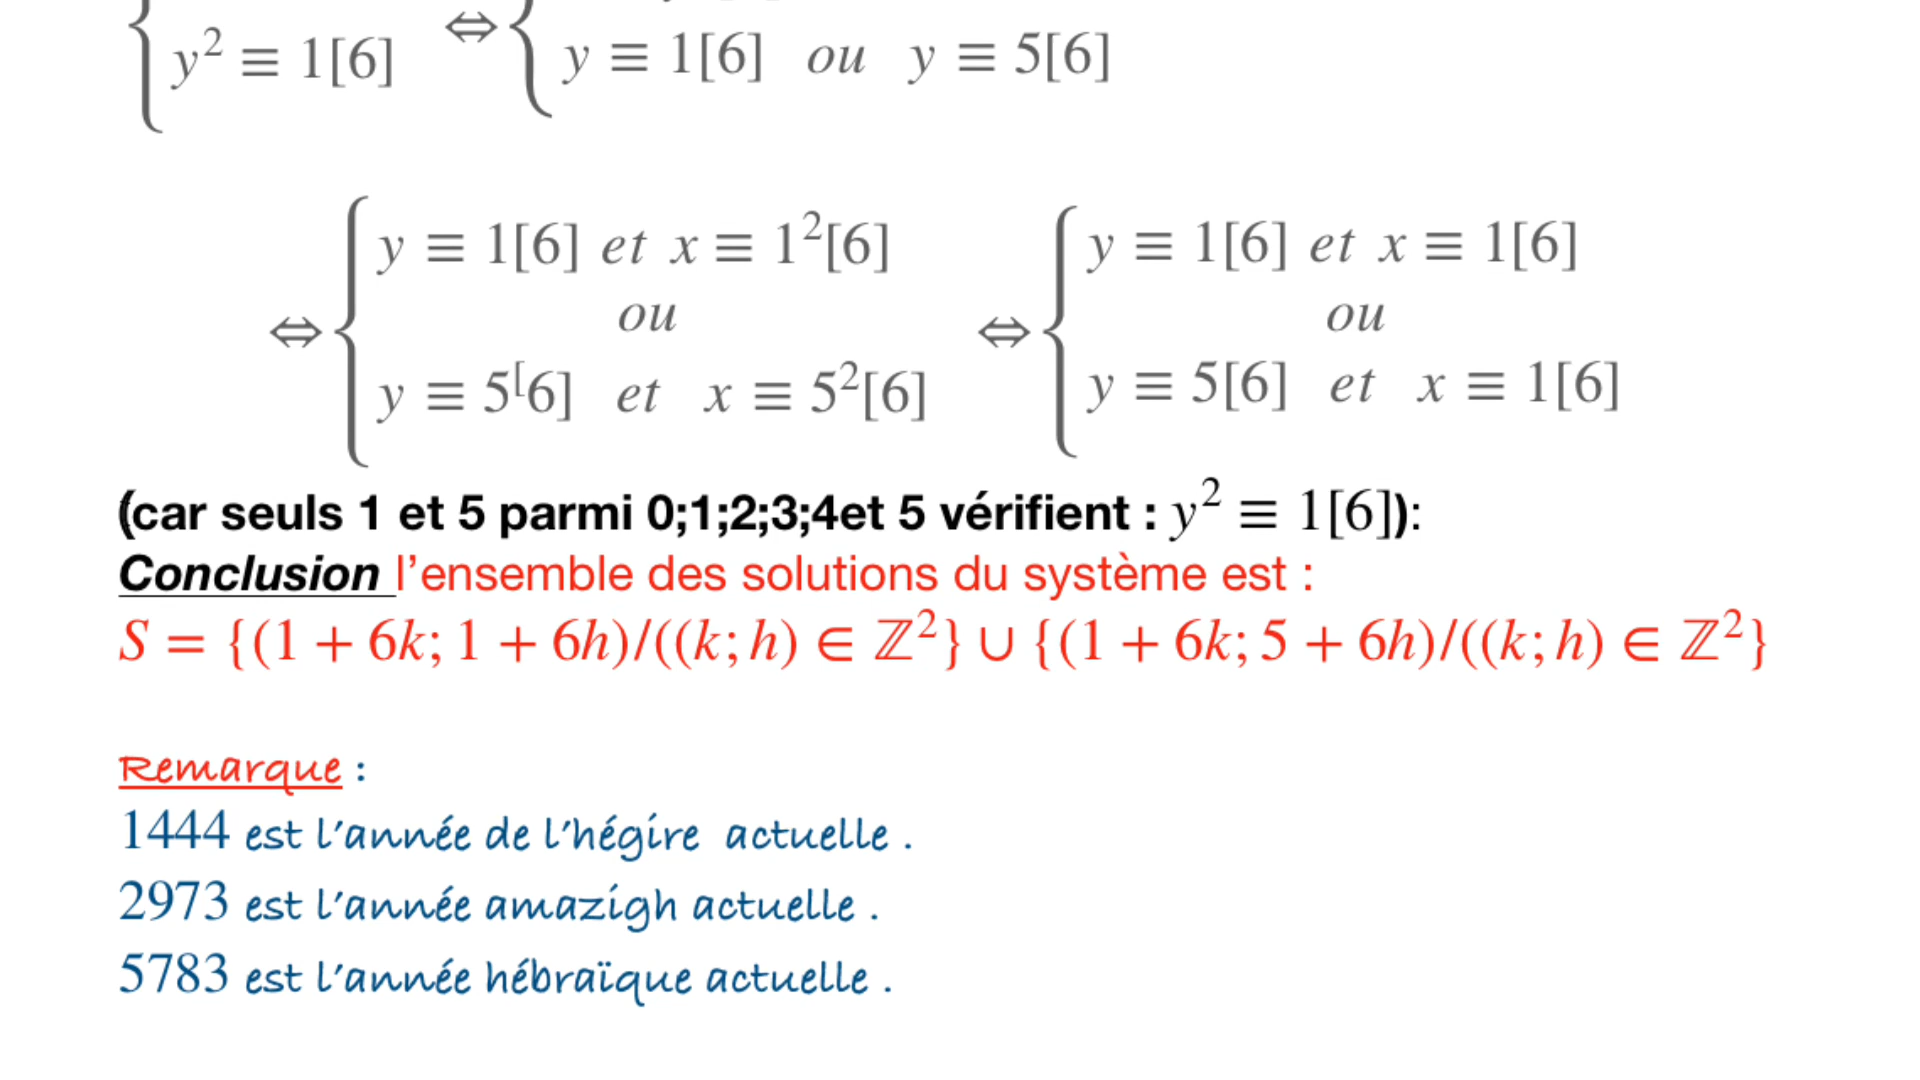 y² ≡ 1[6] ⇔ y ≡ 1[6] ou y ≡ 5[6]
⇔ { y ≡ 1[6] et x ≡ 1²[6] ⇔ { y ≡ 1[6] et x ≡ 1[6]
ou ou
y ≡ 5[6] et x ≡ 5²[6] y ≡ 5[6] et x ≡ 1[6]
(car seuls 1 et 5 parmi 0;1;2;3;4et 5 vérifient : y² ≡ 1[6]):
Conclusion l’ensemble des solutions du système est :
S = {(1 + 6k; 1 + 6h)/((k; h) ∈ ℤ²} ∪ {(1 + 6k; 5 + 6h)/((k; h) ∈ ℤ²}
Remarque :
1444 est l’année de l’hégire actuelle .
2973 est l’année amazigh actuelle .
5783 est l’année hébraïque actuelle .